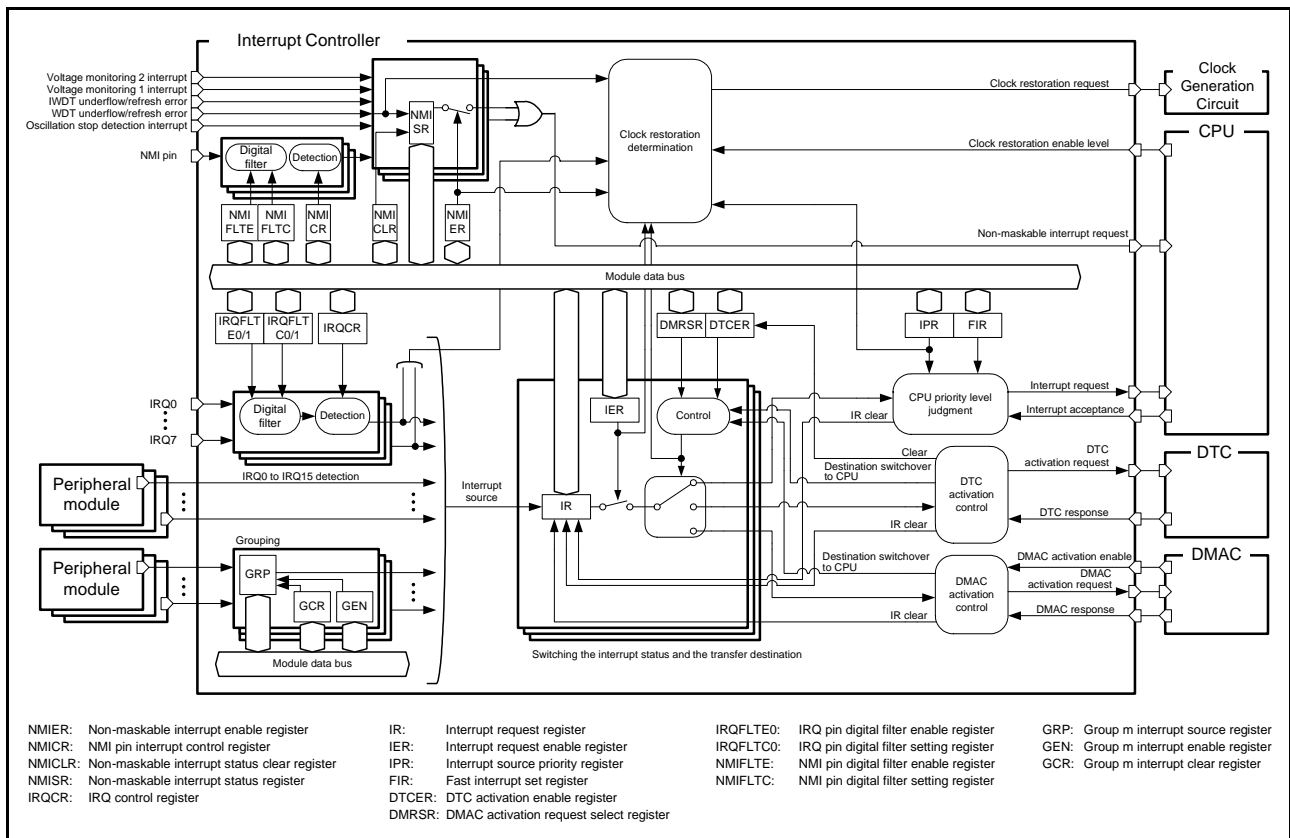 Interrupt Controller
Voltage monitoring 2 interrupt
Voltage monitoring 1 interrupt
IWDT underflow/refresh error
WDT underflow/refresh error
Oscillation stop detection interrupt
NMI pin
Digital
filter
Detection
NMI
SR
NMI
FLTE
NMI
FLTC
NMI
CR
NMI
CLR
NMI
ER
Clock restoration
determination
Clock restoration request
Clock restoration enable level
Non-maskable interrupt request
Clock
Generation
Circuit
CPU
Module data bus
IRQFLT
E0/1
IRQFLT
C0/1
IRQCR
DMRSR
DTCER
IPR
FIR
IRQ0
IRQ7
Digital
filter
Detection
IER
Control
CPU priority level
judgment
Interrupt request
Interrupt acceptance
IR clear
Peripheral
module
IRQ0 to IRQ15 detection
Interrupt
source
IR
Clear
Destination switchover
to CPU
IR clear
DTC
activation
control
DTC
activation request
DTC response
DTC
Peripheral
module
Grouping
GRP
GCR
GEN
Module data bus
Destination switchover
to CPU
IR clear
DMAC
activation
control
DMAC activation enable
DMAC
activation request
DMAC response
DMAC
Switching the interrupt status and the transfer destination
NMIER: Non-maskable interrupt enable register
NMICR: NMI pin interrupt control register
NMICLR: Non-maskable interrupt status clear register
NMISR: Non-maskable interrupt status register
IRQCR: IRQ control register
IR: Interrupt request register
IER: Interrupt request enable register
IPR: Interrupt source priority register
FIR: Fast interrupt set register
DTCER: DTC activation enable register
DMRSR: DMAC activation request select register
IRQFLTE0: IRQ pin digital filter enable register
IRQFLTC0: IRQ pin digital filter setting register
NMIFLTE: NMI pin digital filter enable register
NMIFLTC: NMI pin digital filter setting register
GRP: Group m interrupt source register
GEN: Group m interrupt enable register
GCR: Group m interrupt clear register